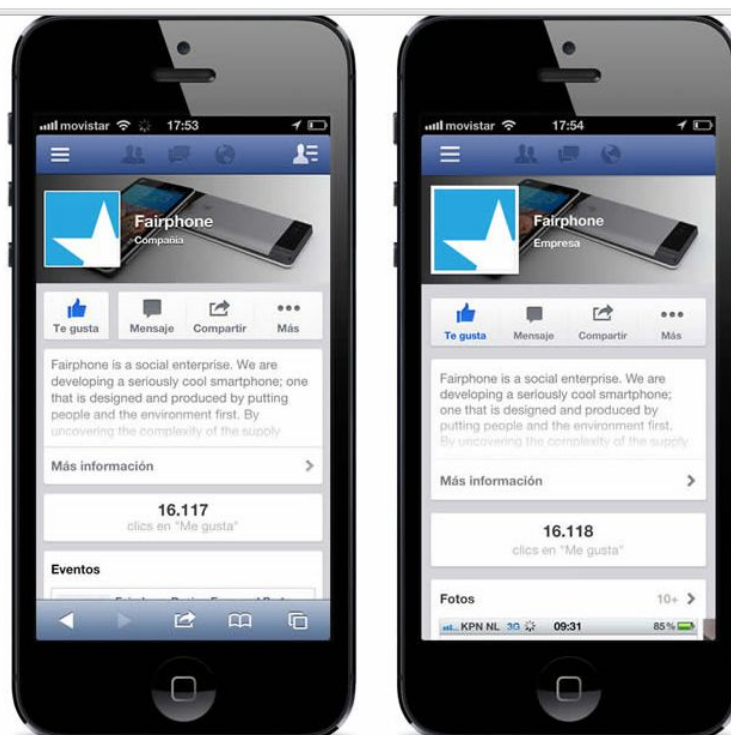 movistar 17:53
Fairphone
Compañia
Te gusta Mensaje Compartir Más
Fairphone is a social enterprise. We are
developing a seriously cool smartphone; one
that is designed and produced by putting
people and the environment first. By
uncovering the complexity of the supply
Más información
16.117
clics en "Me gusta"
Eventos
movistar 17:54
Fairphone
Empresa
Te gusta Mensaje Compartir Más
Fairphone is a social enterprise. We are
developing a seriously cool smartphone;
one that is designed and produced by
putting people and the environment first.
By uncovering the complexity of the supply
Más información
16.118
clics en "Me gusta"
Fotos 10+
KPN NL 3G 09:31 85%